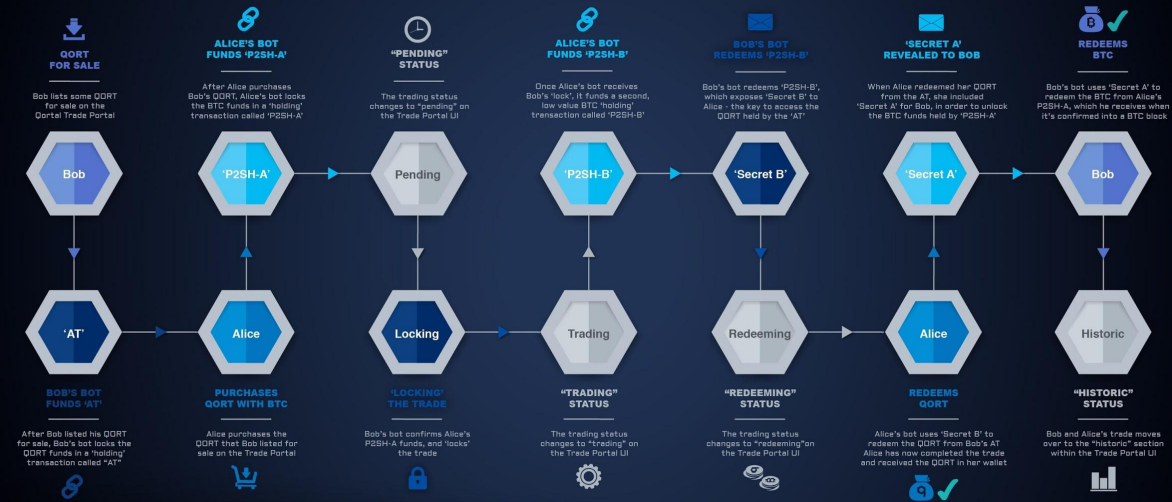 QORT
FOR SALE
Bob lists some QORT
for sale on the
Qortal Trade Portal
Bob
'AT'
BOB'S BOT
FUNDS 'AT'
After Bob listed his QORT
for sale, Bob's bot locks the
QORT funds in a 'holding'
transaction called "AT"
ALICE'S BOT
FUNDS 'P2SH-A'
After Alice purchases
Bob's QORT, Alice's bot locks
the BTC funds in a 'holding'
transaction called 'P2SH-A'
'P2SH-A'
Alice
PURCHASES
QORT WITH BTC
Alice purchases the
QORT that Bob listed for
sale on the Trade Portal
"PENDING"
STATUS
The trading status
changes to "pending" on
the Trade Portal UI
Pending
Locking
'LOCKING'
THE TRADE
Bob's bot confirms Alice's
P2SH-A funds, and 'locks'
the trade
ALICE'S BOT
FUNDS 'P2SH-B'
Once Alice's bot receives
Bob's 'lock', it funds a second,
low value BTC 'holding'
transaction called 'P2SH-B'
'P2SH-B'
Trading
"TRADING"
STATUS
The trading status
changes to "trading" on
the Trade Portal UI
BOB'S BOT
REDEEMS 'P2SH-B'
Bob's bot redeems 'P2SH-B',
which exposes 'Secret B' to
Alice - the key to access the
QORT held by the 'AT'
'Secret B'
Redeeming
"REDEEMING"
STATUS
The trading status
changes to "redeeming"on
the Trade Portal UI
'SECRET A'
REVEALED TO BOB
When Alice redeemed her QORT
from the AT, she included
'Secret A' for Bob, in order to unlock
the BTC funds held by 'P2SH-A'
'Secret A'
Alice
REDEEMS
QORT
Alice's bot uses 'Secret B' to
redeem the QORT from Bob's AT
Alice has now completed the trade
and received the QORT in her wallet
B
REDEEMS
BTC
Bob's bot uses 'Secret A' to
redeem the BTC from Alice's
P2SH-A, which he receives when
it's confirmed into a BTC block
Bob
Historic
"HISTORIC"
STATUS
Bob and Alice's trade moves
over to the "historic" section
within the Trade Portal UI